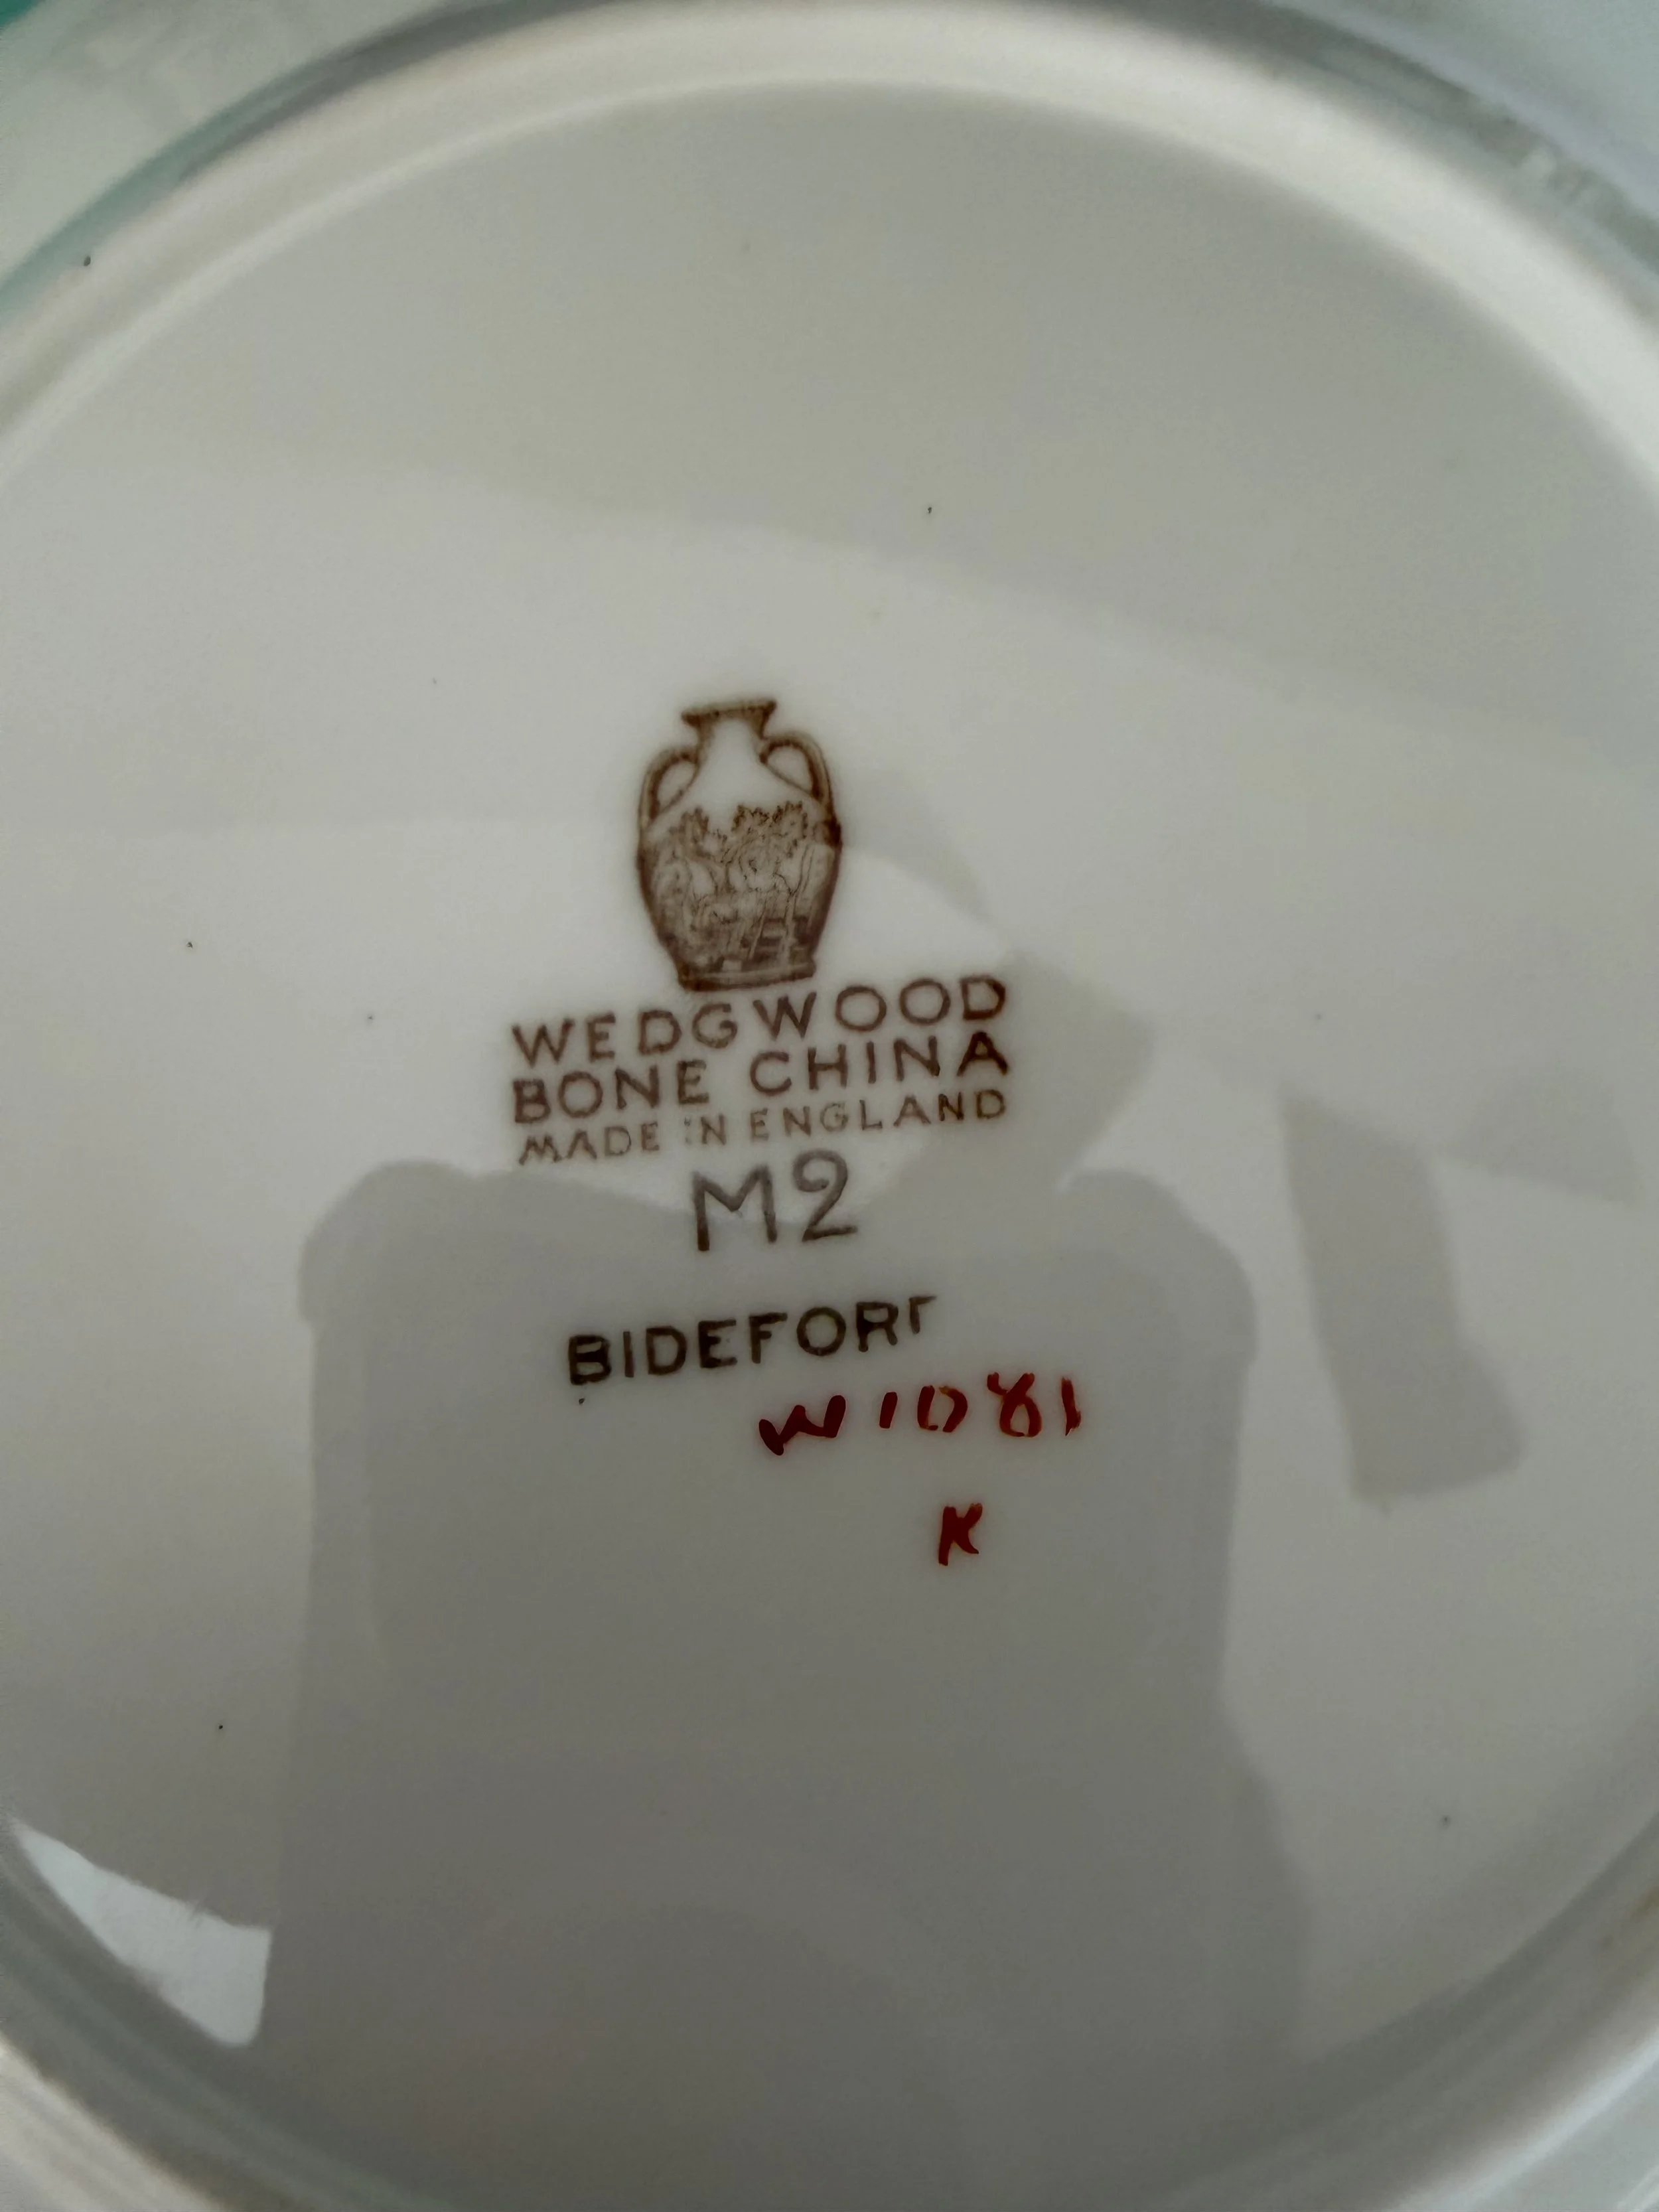 WEDGWOOD
BONE CHINA
MADE IN ENGLAND
M2
BIDEFORD
W1081
K